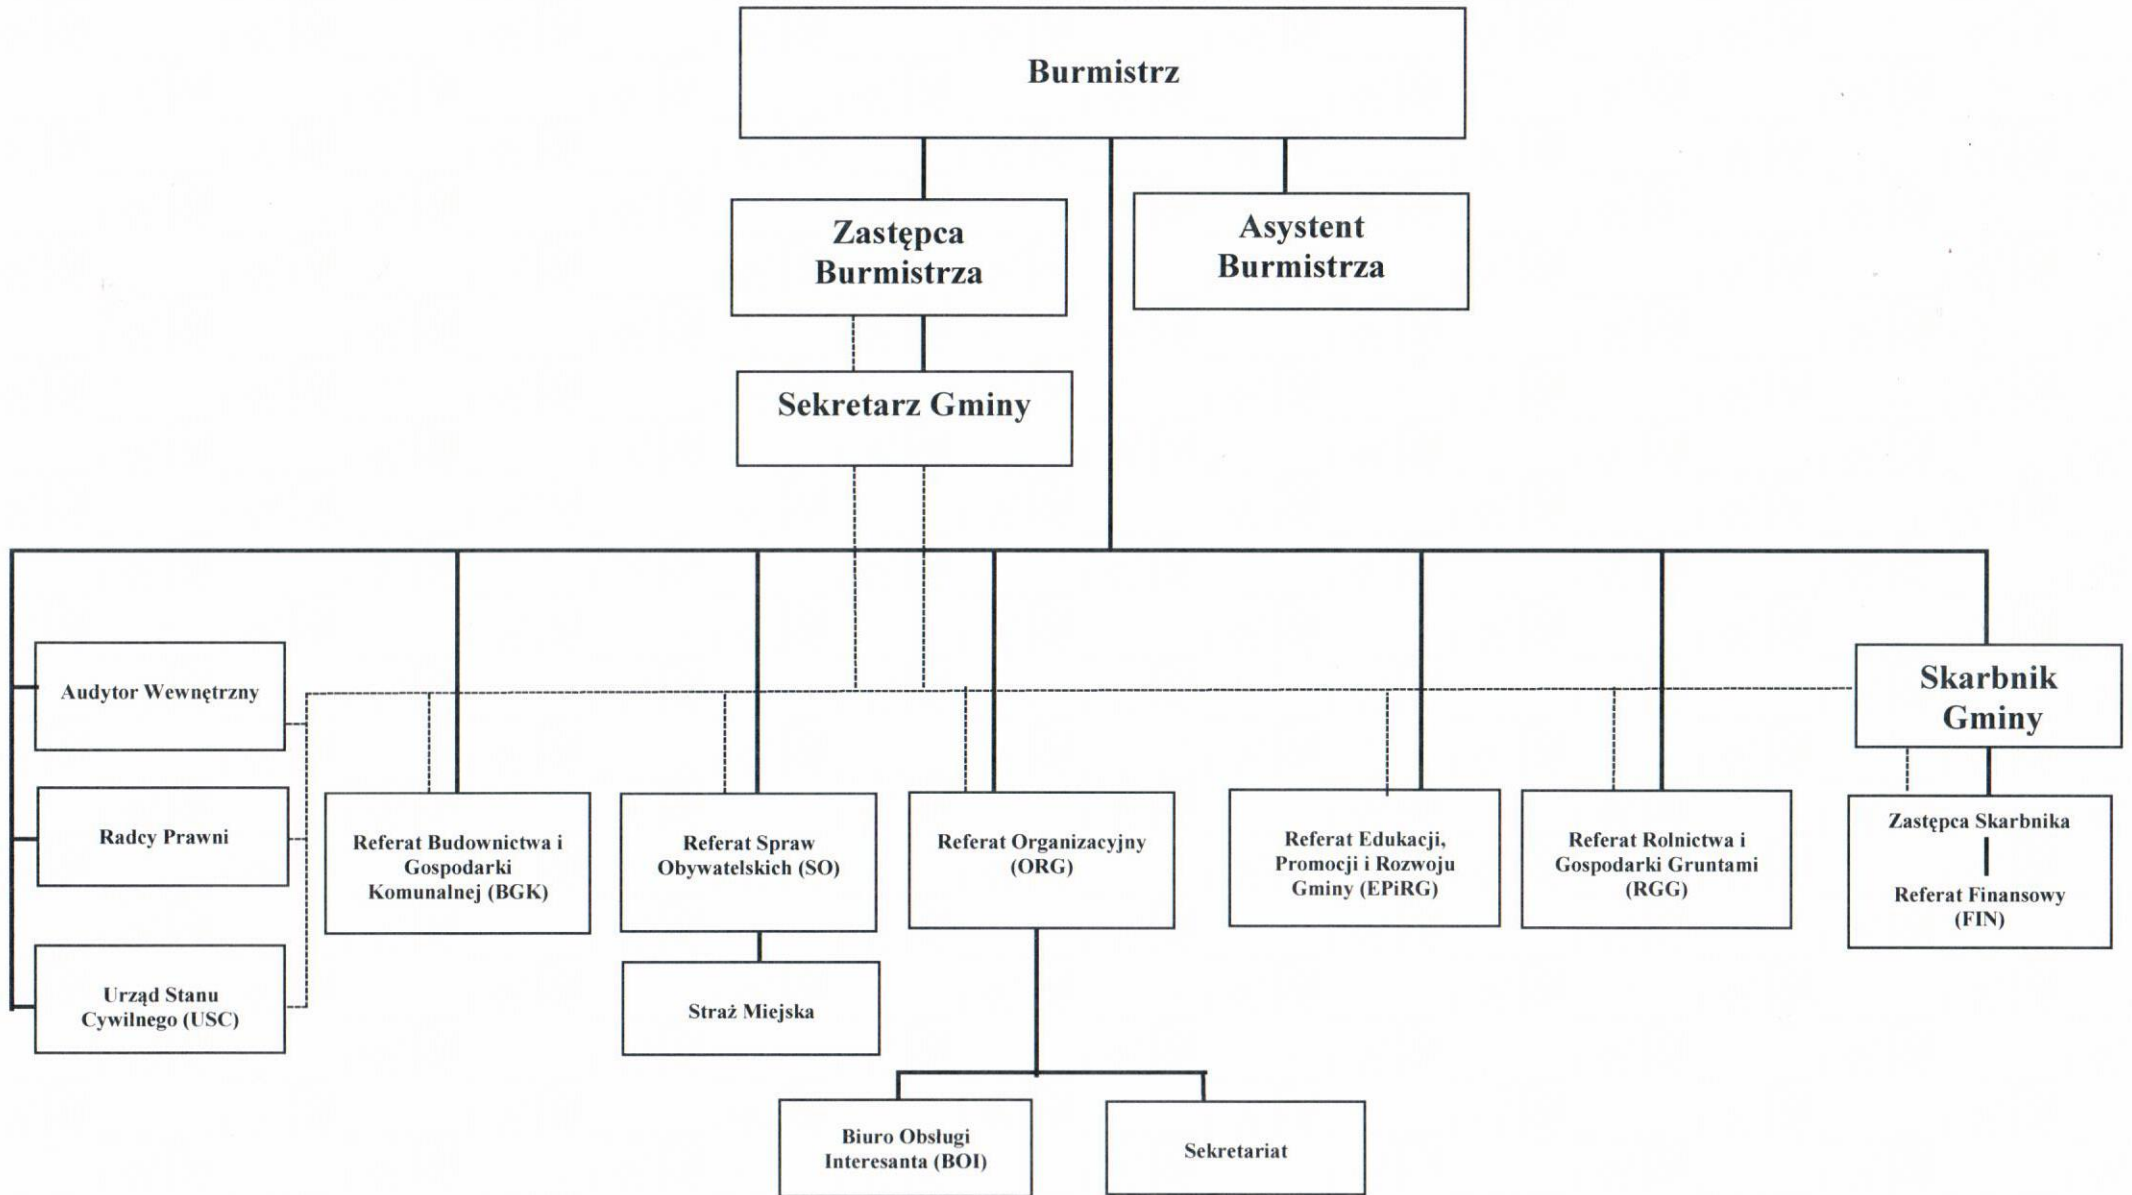 Burmistrz
Zastępca
Burmistrza
Asystent
Burmistrza
Sekretarz Gminy
Audytor Wewnętrzny
Skarbnik
Gminy
Radcy Prawni
Referat Budownictwa i
Gospodarki
Komunalnej (BGK)
Referat Spraw
Obywatelskich (SO)
Referat Organizacyjny
(ORG)
Referat Edukacji,
Promocji i Rozwoju
Gminy (EPiRG)
Referat Rolnictwa i
Gospodarki Gruntami
(RGG)
Zastępca Skarbnika
Referat Finansowy
(FIN)
Urząd Stanu
Cywilnego (USC)
Straż Miejska
Biuro Obsługi
Interesanta (BOI)
Sekretariat